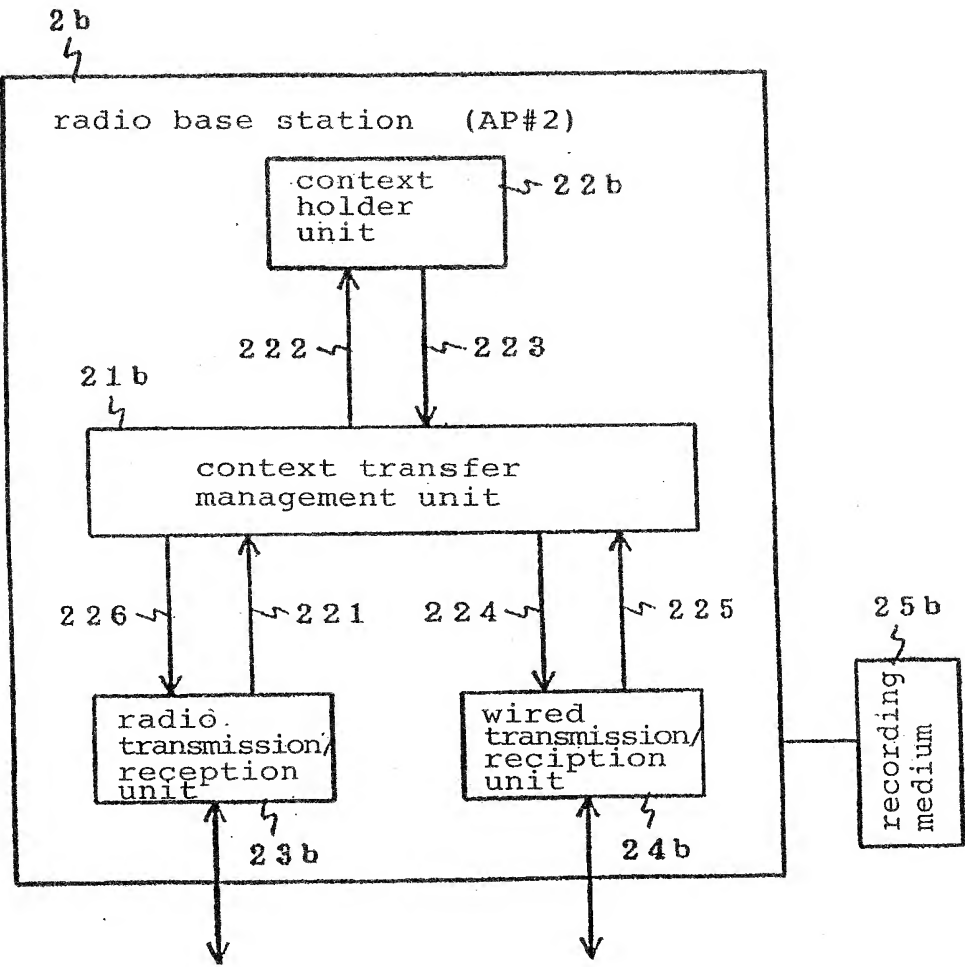 2b
radio base station (AP#2)
context
holder
unit
22b
222
223
21b
context transfer
management unit
226
221
224
225
25b
radio.
transmission/
reception
unit
wired
transmission/
reciption
unit
recording
medium
23b
24b